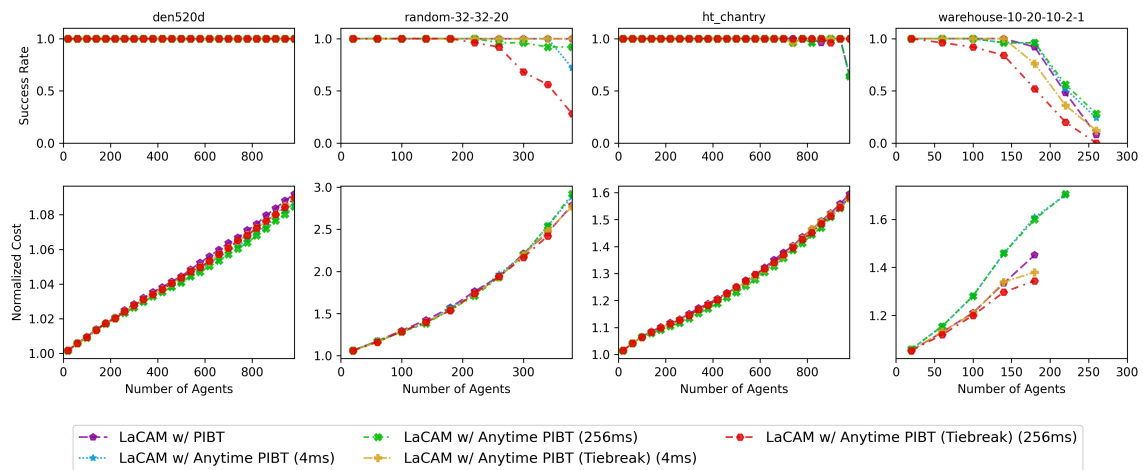 den520d
random-32-32-20
ht_chantry
warehouse-10-20-10-2-1
Success Rate
1.0
0.5
0.0
0 200 400 600 800
1.0
0.5
0.0
0 100 200 300
1.0
0.5
0.0
0 200 400 600 800
1.0
0.5
0.0
0 50 100 150 200 250 300
Normalized Cost
1.08
1.06
1.04
1.02
1.00
0 200 400 600 800
Number of Agents
3.0
2.5
2.0
1.5
1.0
0 100 200 300
Number of Agents
1.6
1.5
1.4
1.3
1.2
1.1
1.0
0 200 400 600 800
Number of Agents
1.6
1.4
1.2
0 50 100 150 200 250 300
Number of Agents
LaCAM w/ PIBT
LaCAM w/ Anytime PIBT (4ms)
LaCAM w/ Anytime PIBT (256ms)
LaCAM w/ Anytime PIBT (Tiebreak) (4ms)
LaCAM w/ Anytime PIBT (Tiebreak) (256ms)